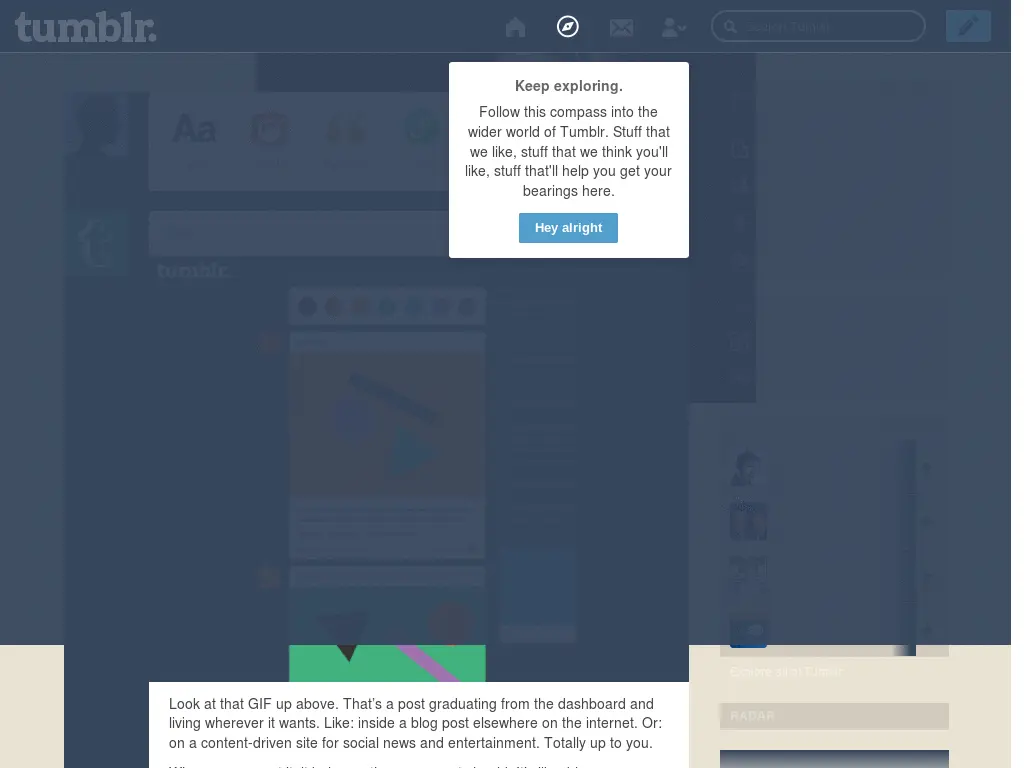 tumblr.
Keep exploring.
Follow this compass into the
wider world of Tumblr. Stuff that
we like, stuff that we think you'll
like, stuff that'll help you get your
bearings here.
Hey alright
Aa
tumblr.
Explore all of Tumblr
RADAR
Look at that GIF up above. That’s a post graduating from the dashboard and
living wherever it wants. Like: inside a blog post elsewhere on the internet. Or:
on a content-driven site for social news and entertainment. Totally up to you.